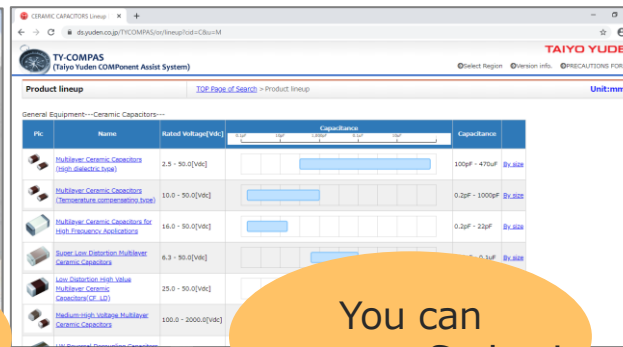 CERAMIC CAPACITORS Lineup
ds.yuden.co.jp/TYCOMPAS/or/lineup?cid=C&u=M
TAIYO YUDE
TY-COMPAS
(Taiyo Yuden COMPonent Assist System)
Select Region Version info. PRECAUTIONS FOR
Product lineup
TOP Page of Search > Product lineup
Unit:mm
General Equipment---Ceramic Capacitors---
Pic Name Rated Voltage[Vdc] Capacitance Capacitance
Multilayer Ceramic Capacitors
(High dielectric type)
2.5 - 50.0[Vdc]
100pF - 470uF By size
Multilayer Ceramic Capacitors
(Temperature compensating type)
10.0 - 50.0[Vdc]
0.2pF - 1000pF By size
Multilayer Ceramic Capacitors for
High Frequency Applications
16.0 - 50.0[Vdc]
0.2pF - 22pF By size
Super Low Distortion Multilayer
Ceramic Capacitors
6.3 - 50.0[Vdc]
By size
Low Distortion High Value
Multilayer Ceramic
Capacitors(CF LD)
25.0 - 50.0[Vdc]
Medium-High Voltage Multilayer
Ceramic Capacitors
100.0 - 2000.0[Vdc]
You can